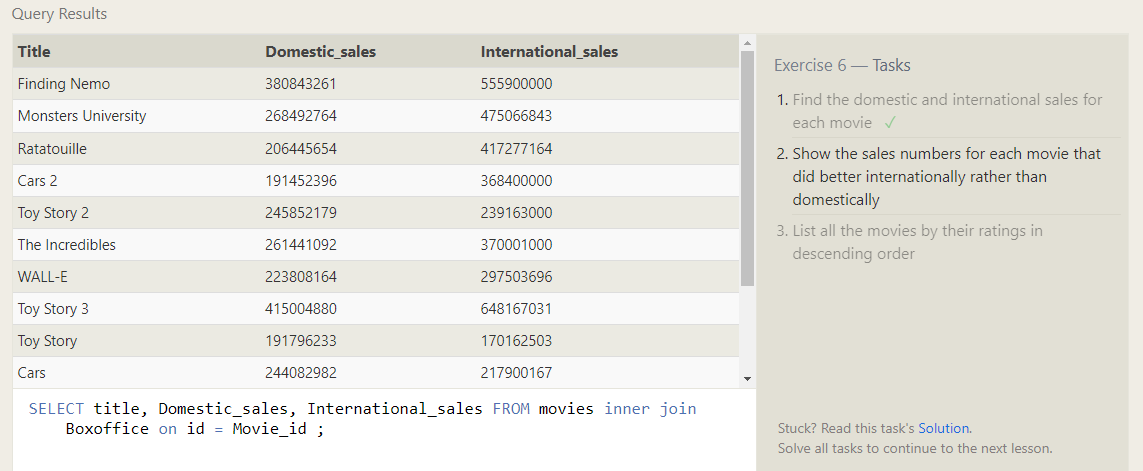 Query Results
Title Domestic_sales International_sales
Finding Nemo 380843261 555900000
Monsters University 268492764 475066843
Ratatouille 206445654 417277164
Cars 2 191452396 368400000
Toy Story 2 245852179 239163000
The Incredibles 261441092 370001000
WALL-E 223808164 297503696
Toy Story 3 415004880 648167031
Toy Story 191796233 170162503
Cars 244082982 217900167
SELECT title, Domestic_sales, International_sales FROM movies inner join
Boxoffice on id = Movie_id ;
Exercise 6 — Tasks
1. Find the domestic and international sales for
each movie ✓
2. Show the sales numbers for each movie that
did better internationally rather than
domestically
3. List all the movies by their ratings in
descending order
Stuck? Read this task's Solution.
Solve all tasks to continue to the next lesson.